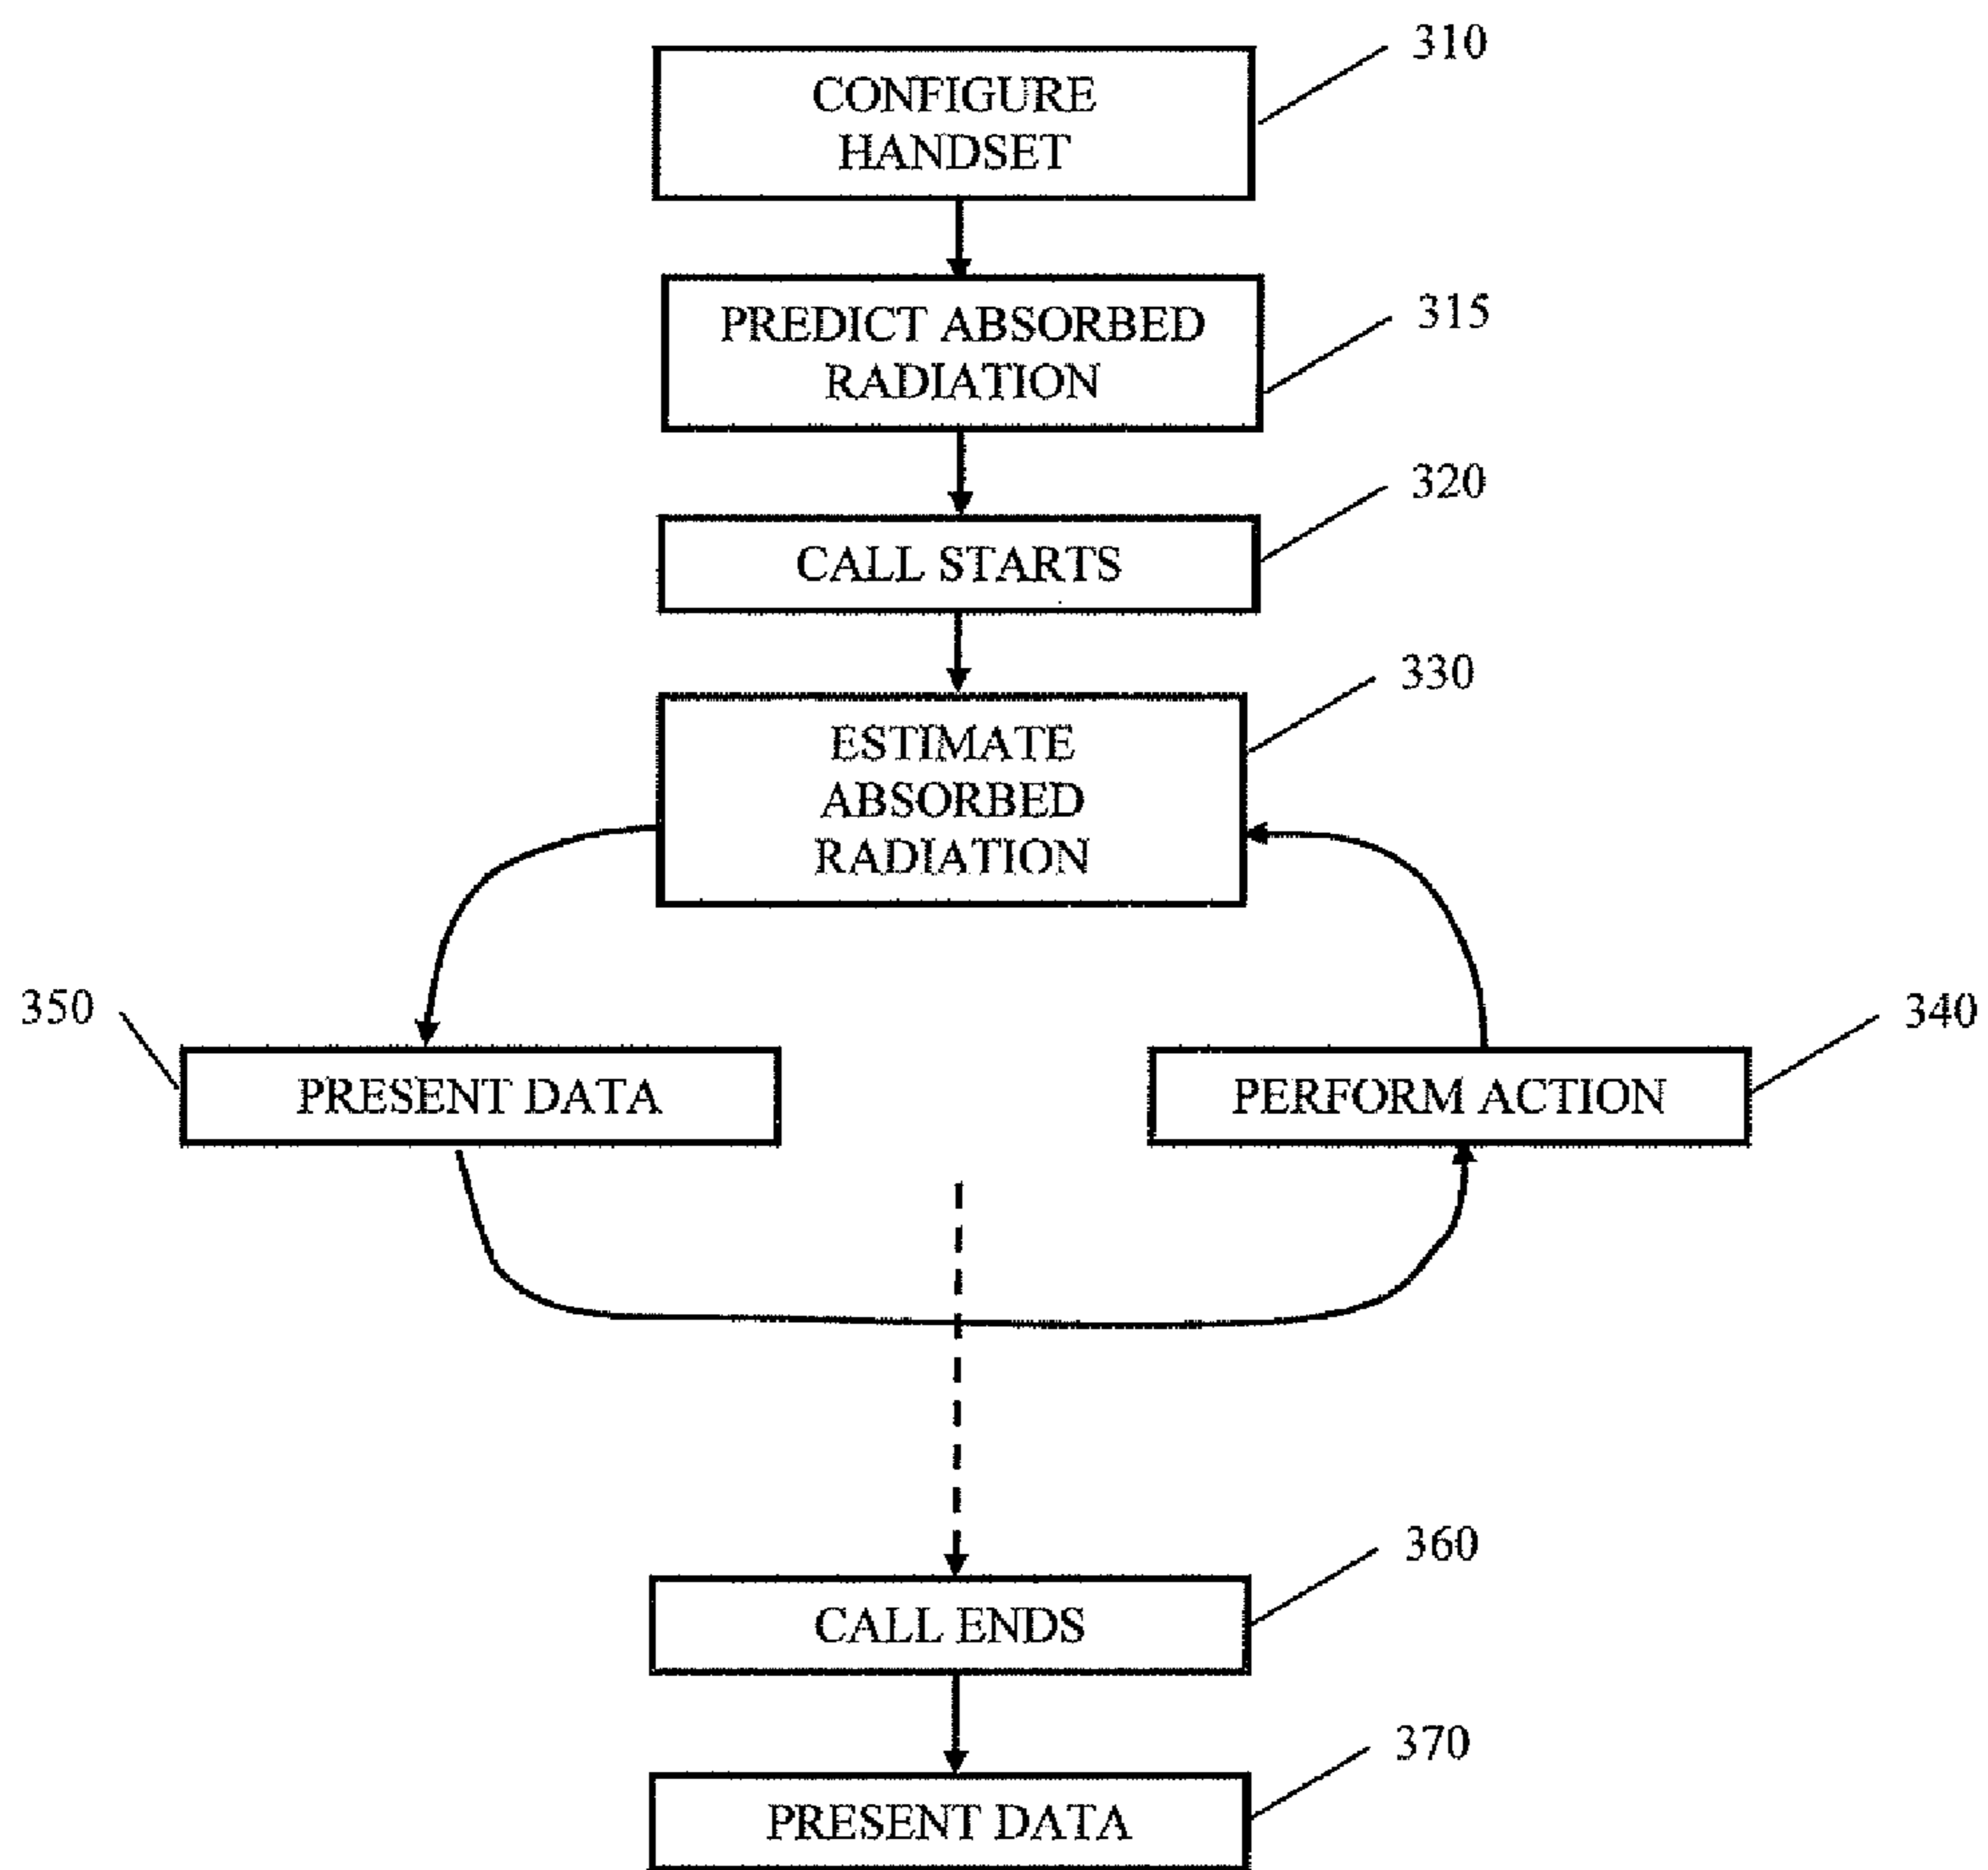 310
CONFIGURE
HANDSET
315
PREDICT ABSORBED
RADIATION
320
CALL STARTS
330
ESTIMATE
ABSORBED
RADIATION
350
PRESENT DATA
340
PERFORM ACTION
360
CALL ENDS
370
PRESENT DATA